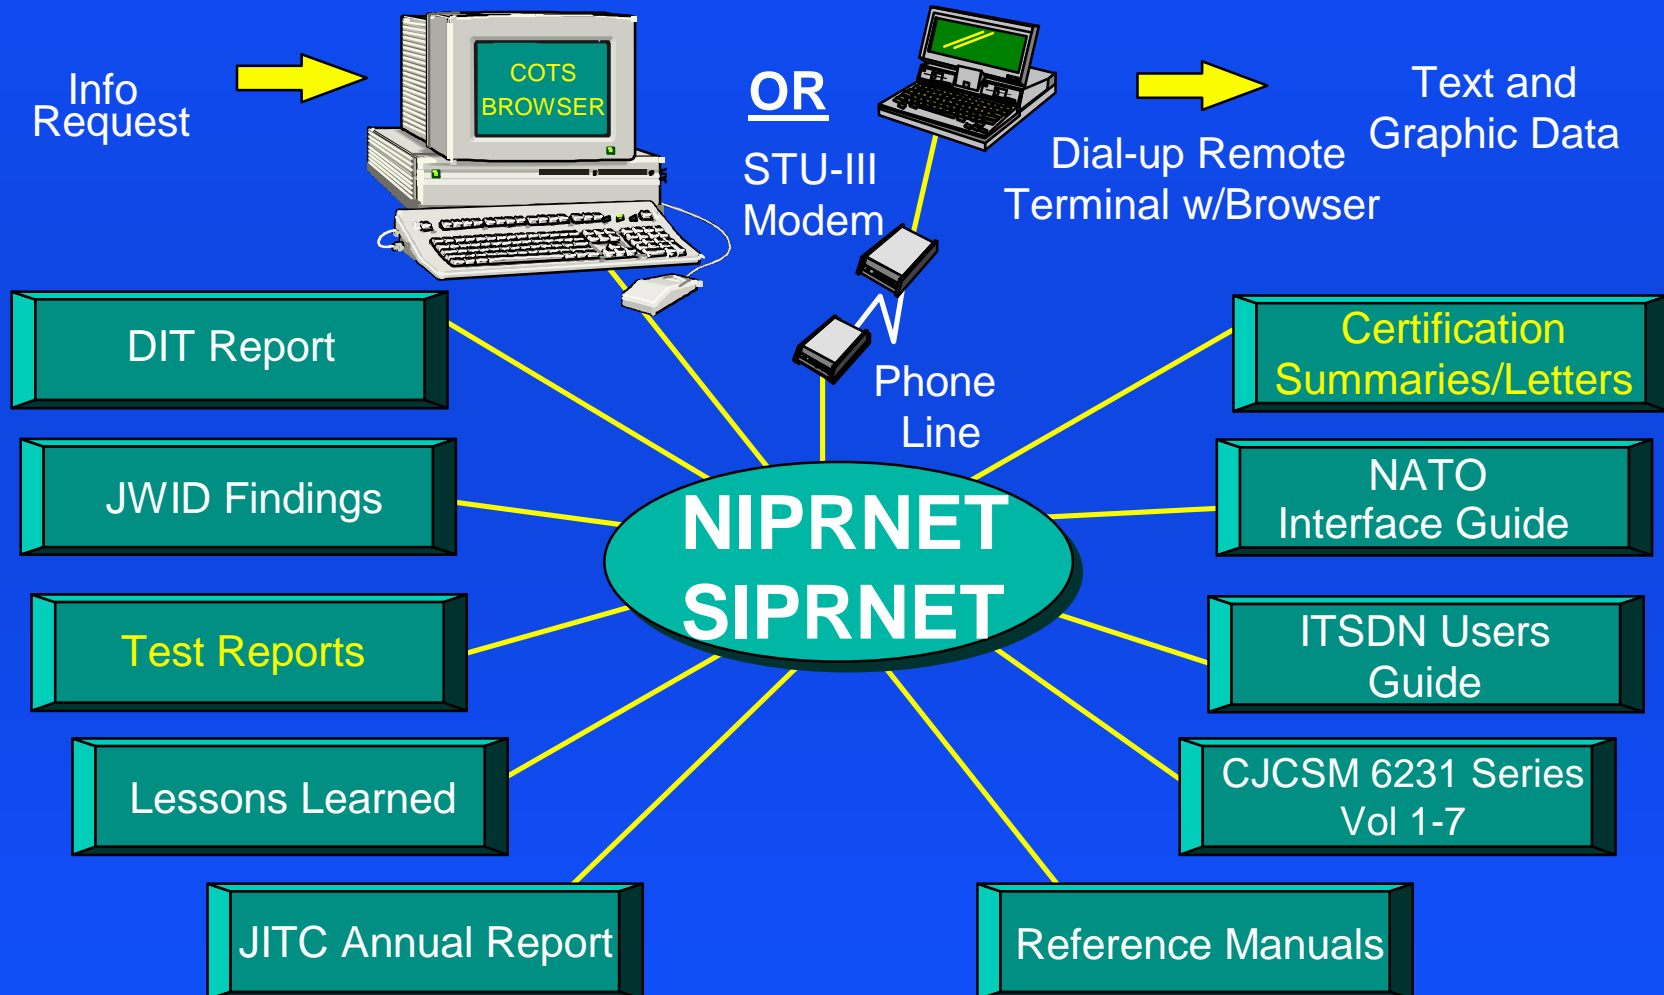 Info
Request
COTS
BROWSER
OR
STU-III
Modem
Dial-up Remote
Terminal w/Browser
Text and
Graphic Data
Phone
Line
DIT Report
JWID Findings
Test Reports
Lessons Learned
JITC Annual Report
NIPRNET
SIPRNET
Certification
Summaries/Letters
NATO
Interface Guide
ITSDN Users
Guide
CJCSM 6231 Series
Vol 1-7
Reference Manuals